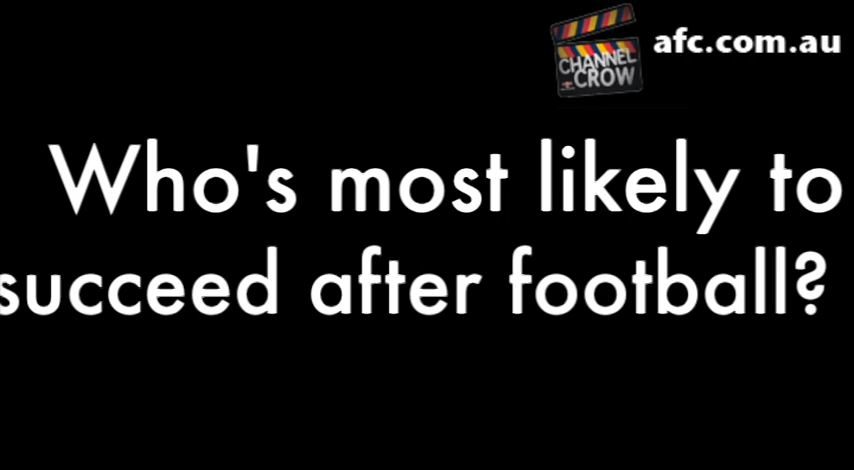 afc.com.au
CHANNEL
CROW
Who's most likely to
succeed after football?